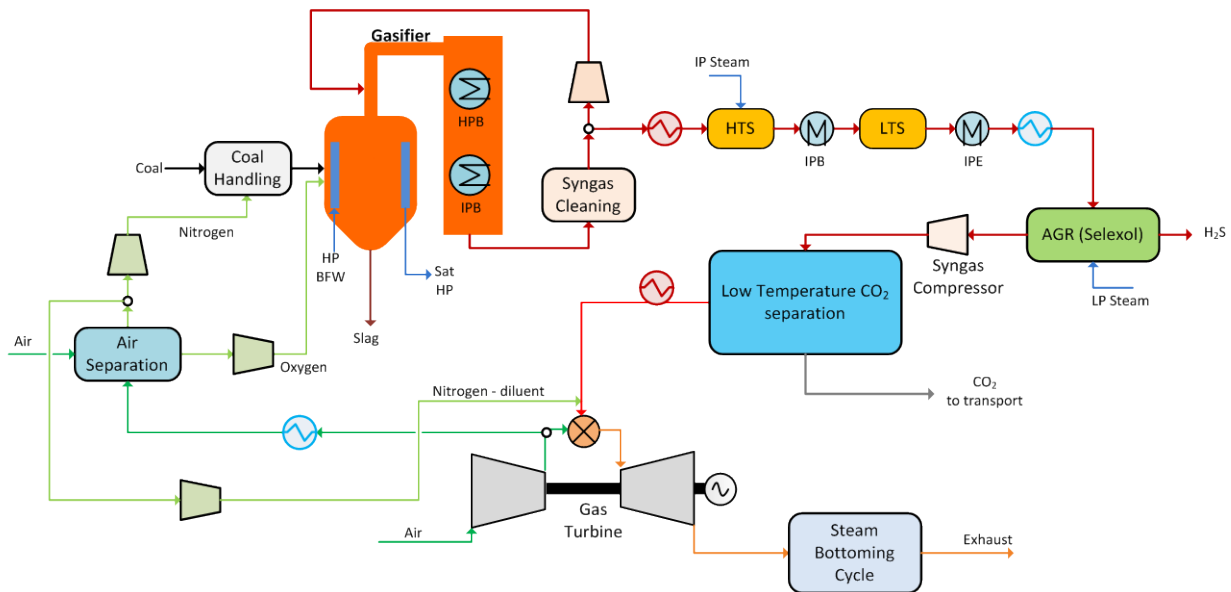 Gasifier
IP Steam
HPB
HTS
LTS
IPB
IPE
Coal
Coal
Handling
IPB
Syngas
Cleaning
Nitrogen
AGR (Selexol)
H₂S
HP
BFW
Sat
HP
Syngas
Compressor
LP Steam
Low Temperature CO₂
separation
Slag
Air
Air
Separation
Oxygen
Nitrogen - diluent
CO₂
to transport
Gas
Turbine
Air
Steam
Bottoming
Cycle
Exhaust